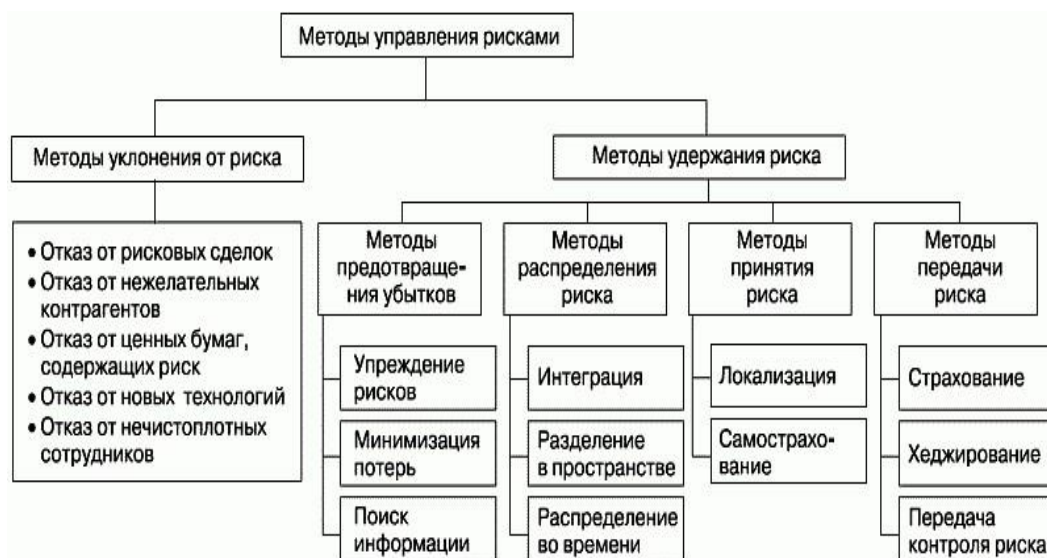 Методы управления рисками
Методы уклонения от риска
Методы удержания риска
• Отказ от рисковых сделок
• Отказ от нежелательных
контрагентов
• Отказ от ценных бумаг,
содержащих риск
• Отказ от новых технологий
• Отказ от нечистоплотных
сотрудников
Методы
предотвраще-
ния убытков
Упреждение
рисков
Минимизация
потерь
Поиск
информации
Методы
распределения
риска
Интеграция
Разделение
в пространстве
Распределение
во времени
Методы
принятия
риска
Локализация
Самострахо-
вание
Методы
передачи
риска
Страхование
Хеджирование
Передача
контроля риска